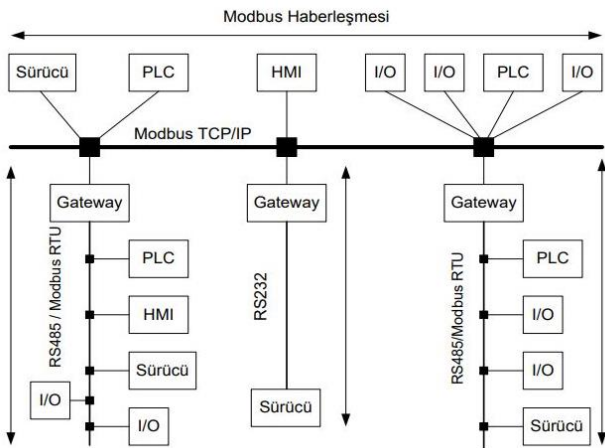 Modbus Haberleşmesi
Sürücü
PLC
HMI
I/O
I/O
PLC
I/O
Modbus TCP/IP
Gateway
Gateway
Gateway
RS485 / Modbus RTU
PLC
HMI
Sürücü
I/O
I/O
RS232
Sürücü
RS485/Modbus RTU
PLC
I/O
I/O
Sürücü